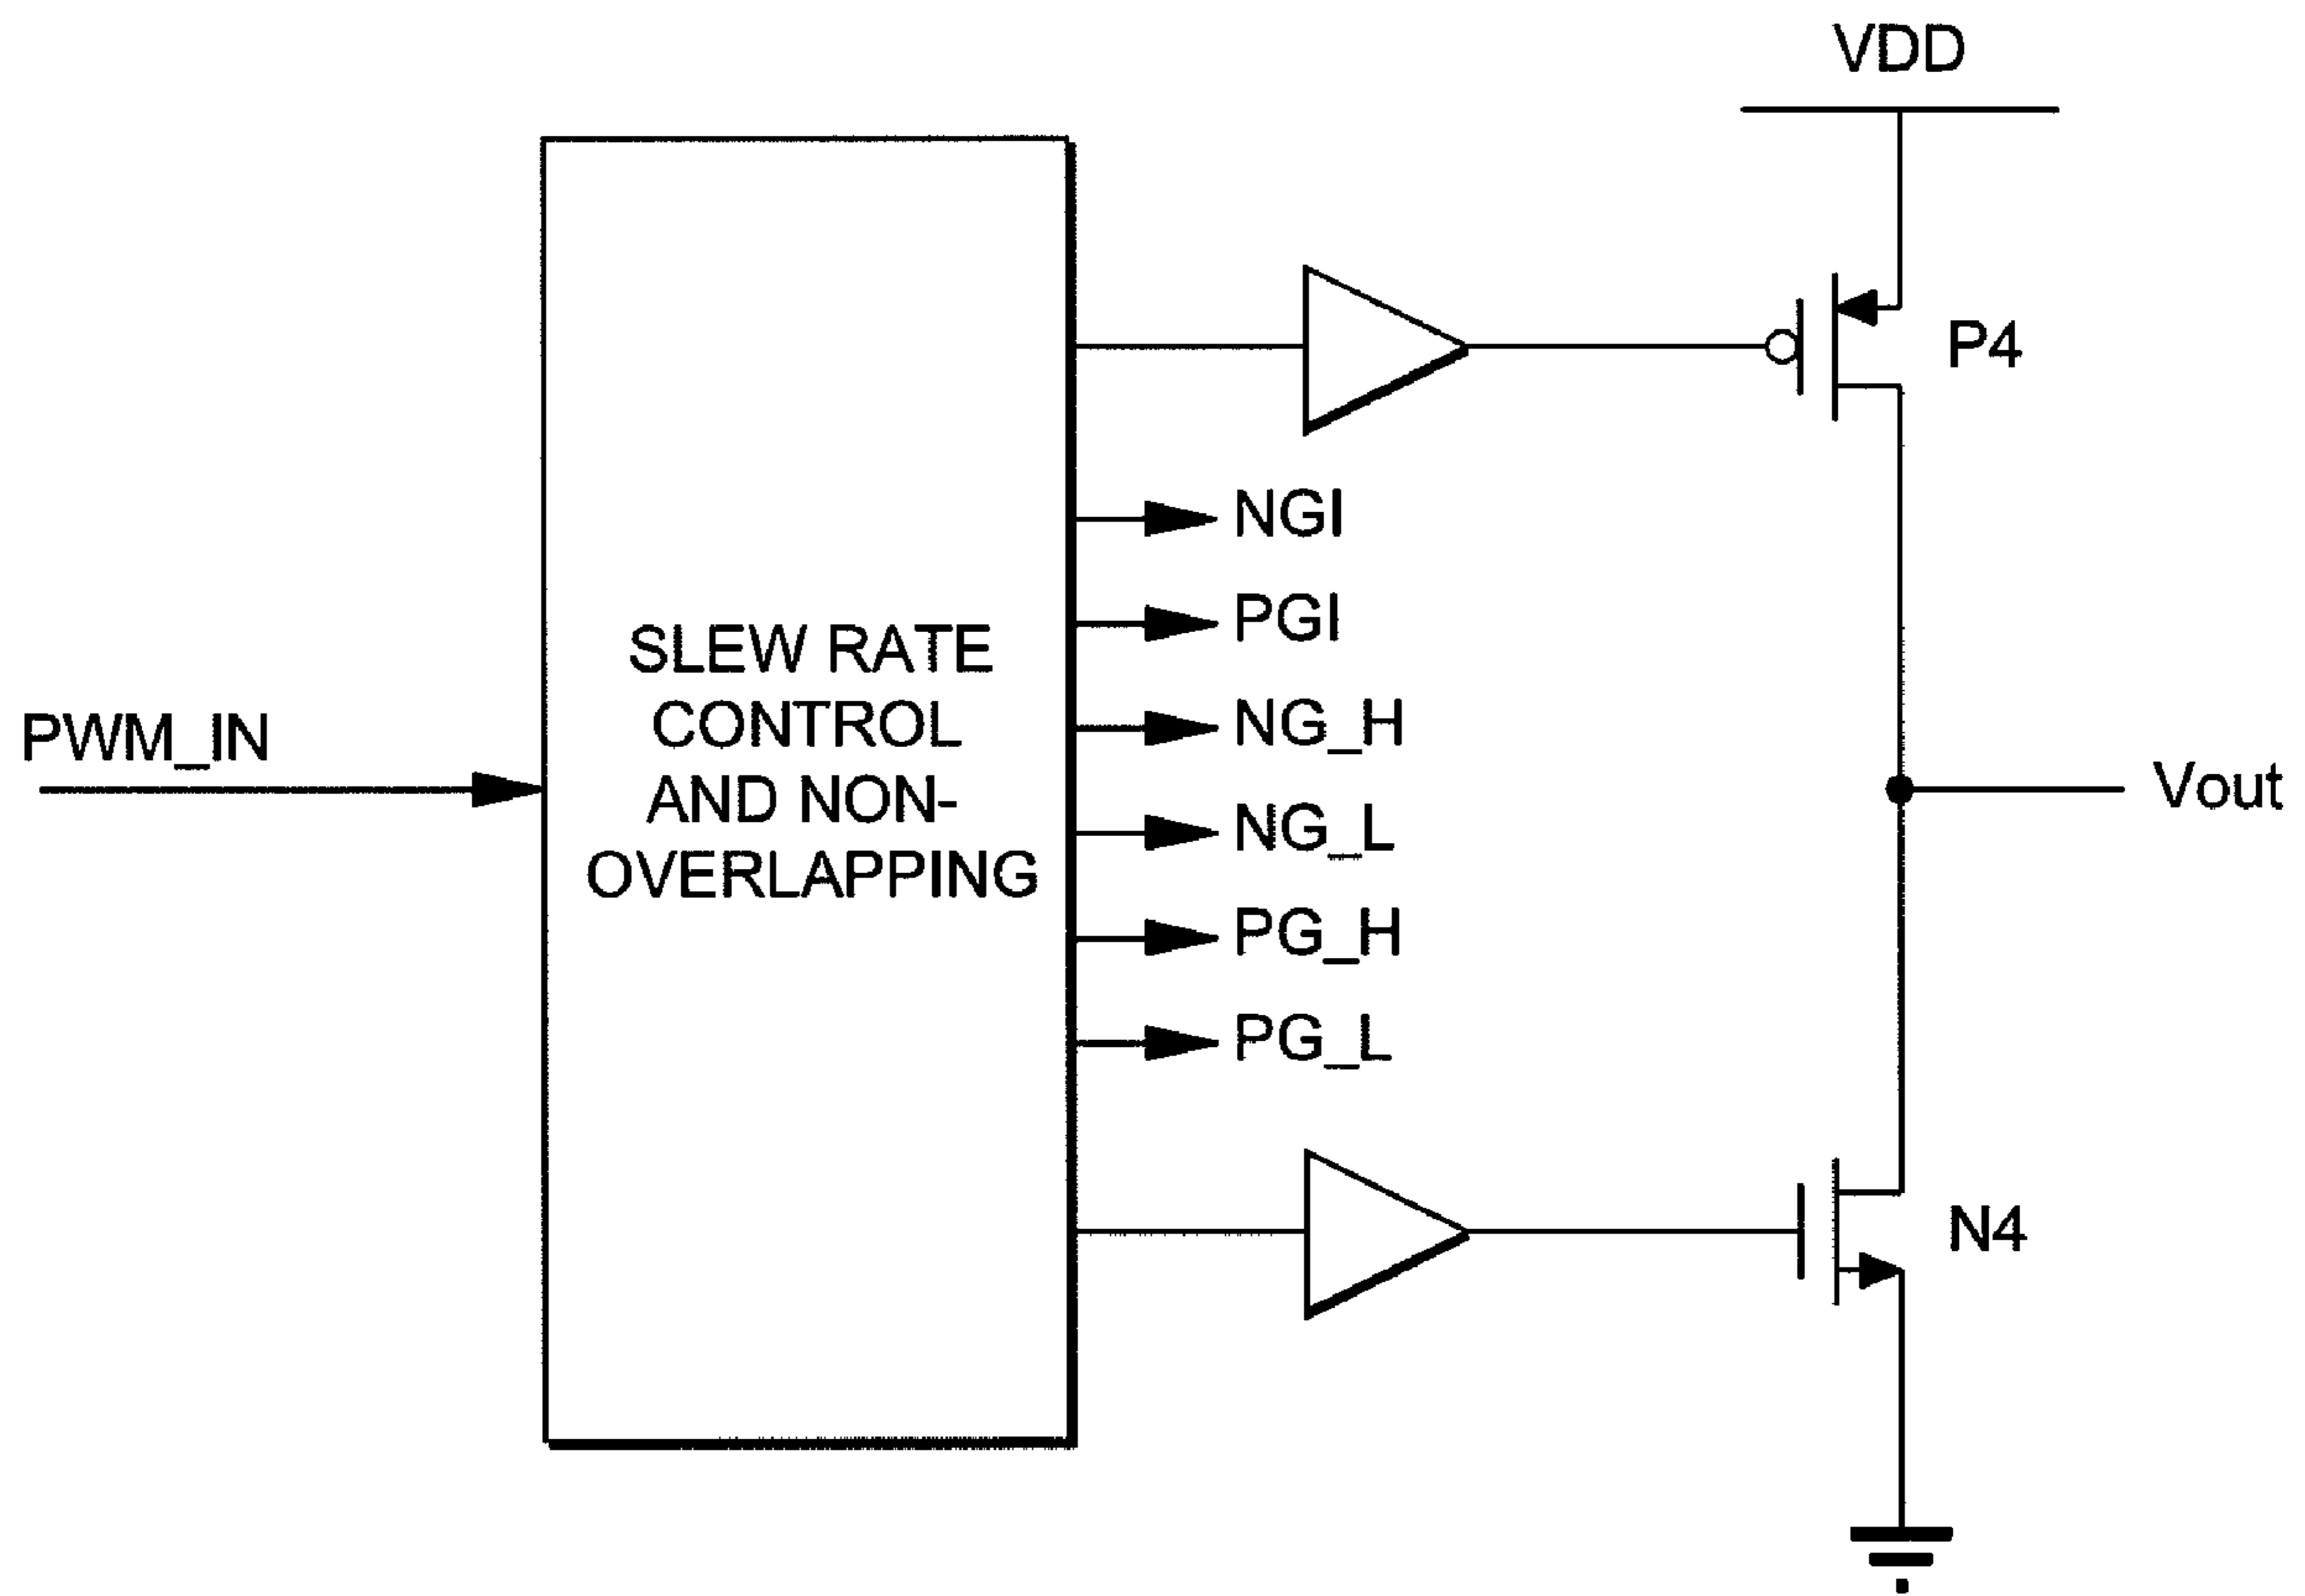 VDD
P4
NGI
PGI
SLEW RATE
CONTROL
AND NON-
OVERLAPPING
NG_H
PWM_IN
Vout
NG_L
PG_H
PG_L
N4